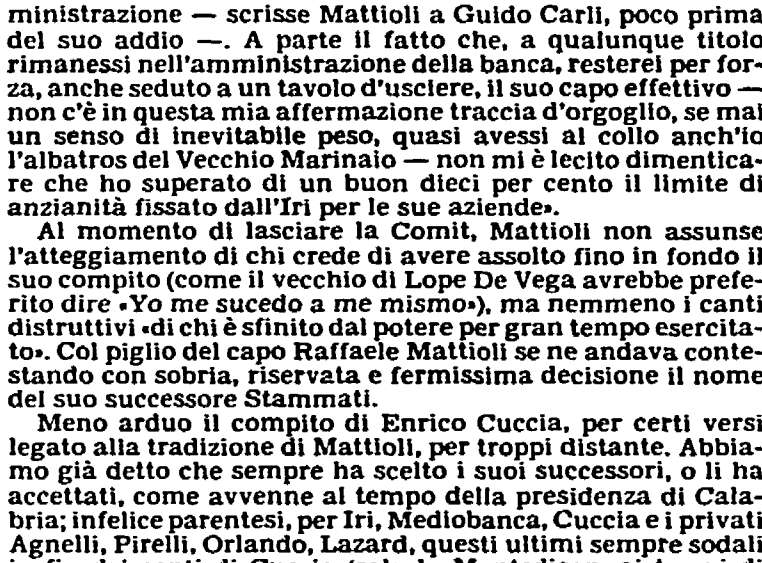 ministrazione — scrisse Mattioli a Guido Carli, poco prima
del suo addio —. A parte il fatto che, a qualunque titolo
rimanessi nell'amministrazione della banca, resterei per for-
za, anche seduto a un tavolo d'usciere, il suo capo effettivo —
non c'è in questa mia affermazione traccia d'orgoglio, se mai
un senso di inevitabile peso, quasi avessi al collo anch'io
l'albatros del Vecchio Marinaio — non mi è lecito dimentica-
re che ho superato di un buon dieci per cento il limite di
anzianità fissato dall'Iri per le sue aziende».
Al momento di lasciare la Comit, Mattioli non assunse
l'atteggiamento di chi crede di avere assolto fino in fondo il
suo compito (come il vecchio di Lope De Vega avrebbe prefe-
rito dire «Yo me sucedo a me mismo»), ma nemmeno i canti
distruttivi «di chi è sfinito dal potere per gran tempo esercita-
to». Col piglio del capo Raffaele Mattioli se ne andava conte-
stando con sobria, riservata e fermissima decisione il nome
del suo successore Stammati.
Meno arduo il compito di Enrico Cuccia, per certi versi
legato alla tradizione di Mattioli, per troppi distante. Abbia-
mo già detto che sempre ha scelto i suoi successori, o li ha
accettati, come avvenne al tempo della presidenza di Cala-
bria; infelice parentesi, per Iri, Mediobanca, Cuccia e i privati
Agnelli, Pirelli, Orlando, Lazard, questi ultimi sempre sodali